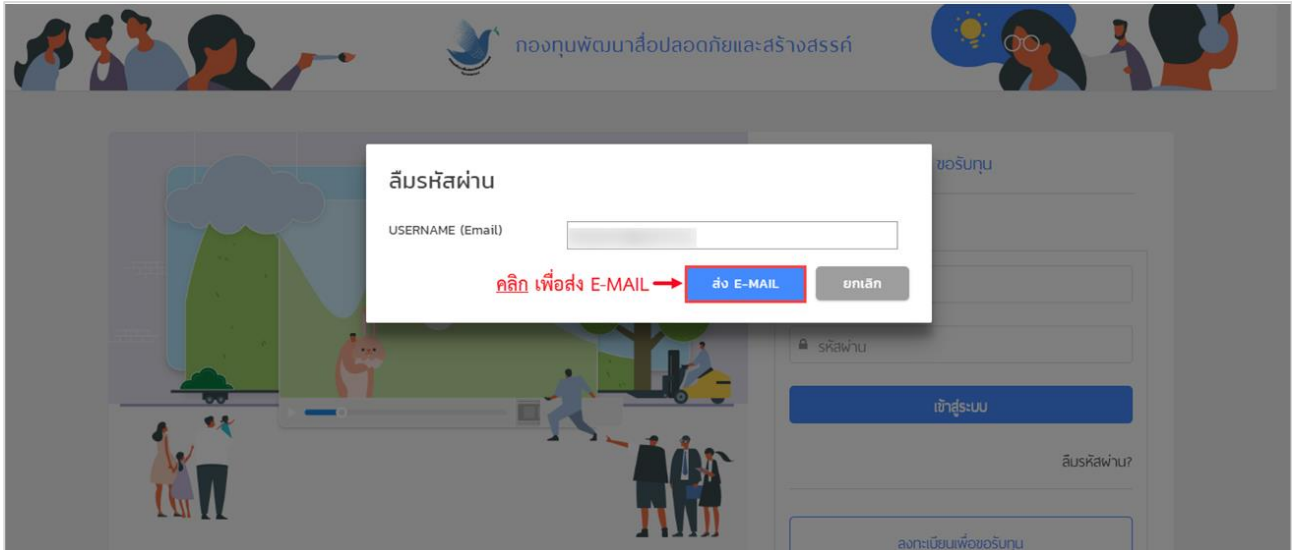 กองทุนพัฒนาสื่อปลอดภัยและสร้างสรรค์
ขอรับทุน
ลืมรหัสผ่าน
USERNAME (Email)
คลิก เพื่อส่ง E-MAIL
ส่ง E-MAIL
ยกเลิก
รหัสผ่าน
เข้าสู่ระบบ
ลืมรหัสผ่าน?
ลงทะเบียนเพื่อขอรับทุน